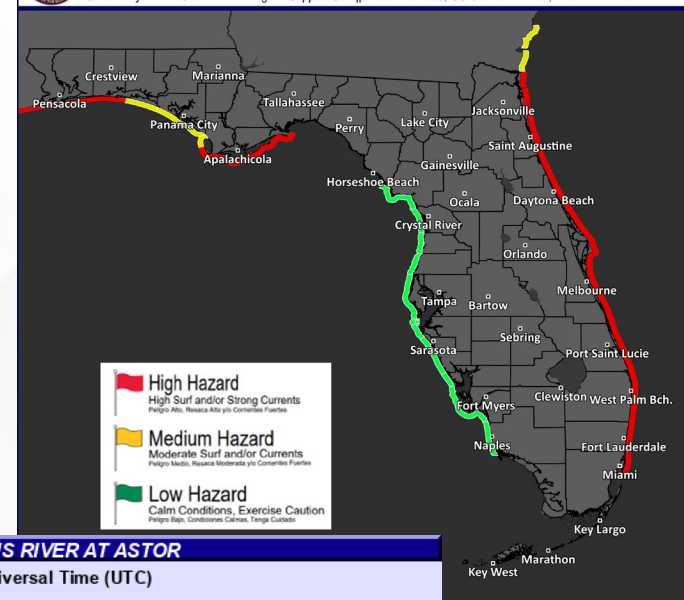 Crestview
Marianna
Pensacola
Tallahassee
Panama City
Perry
Lake City
Jacksonville
Apalachicola
Saint Augustine
Gainesville
Horseshoe Beach
Ocala
Daytona Beach
Crystal River
Orlando
Melbourne
Tampa
Bartow
Sebring
Sarasota
Port Saint Lucie
High Hazard
High Surf and/or Strong Currents
Peligro Alto, Resaca Alta y/o Corrientes Fuertes
Fort Myers
Clewiston
West Palm Bch.
Medium Hazard
Moderate Surf and/or Currents
Peligro Medio, Resaca Moderada y/o Corrientes Fuertes
Naples
Fort Lauderdale
Miami
Low Hazard
Calm Conditions, Exercise Caution
Peligro Bajo, Condiciones Calmas, Tenga Cuidado
Key Largo
NS RIVER AT ASTOR
iversal Time (UTC)
Marathon
Key West